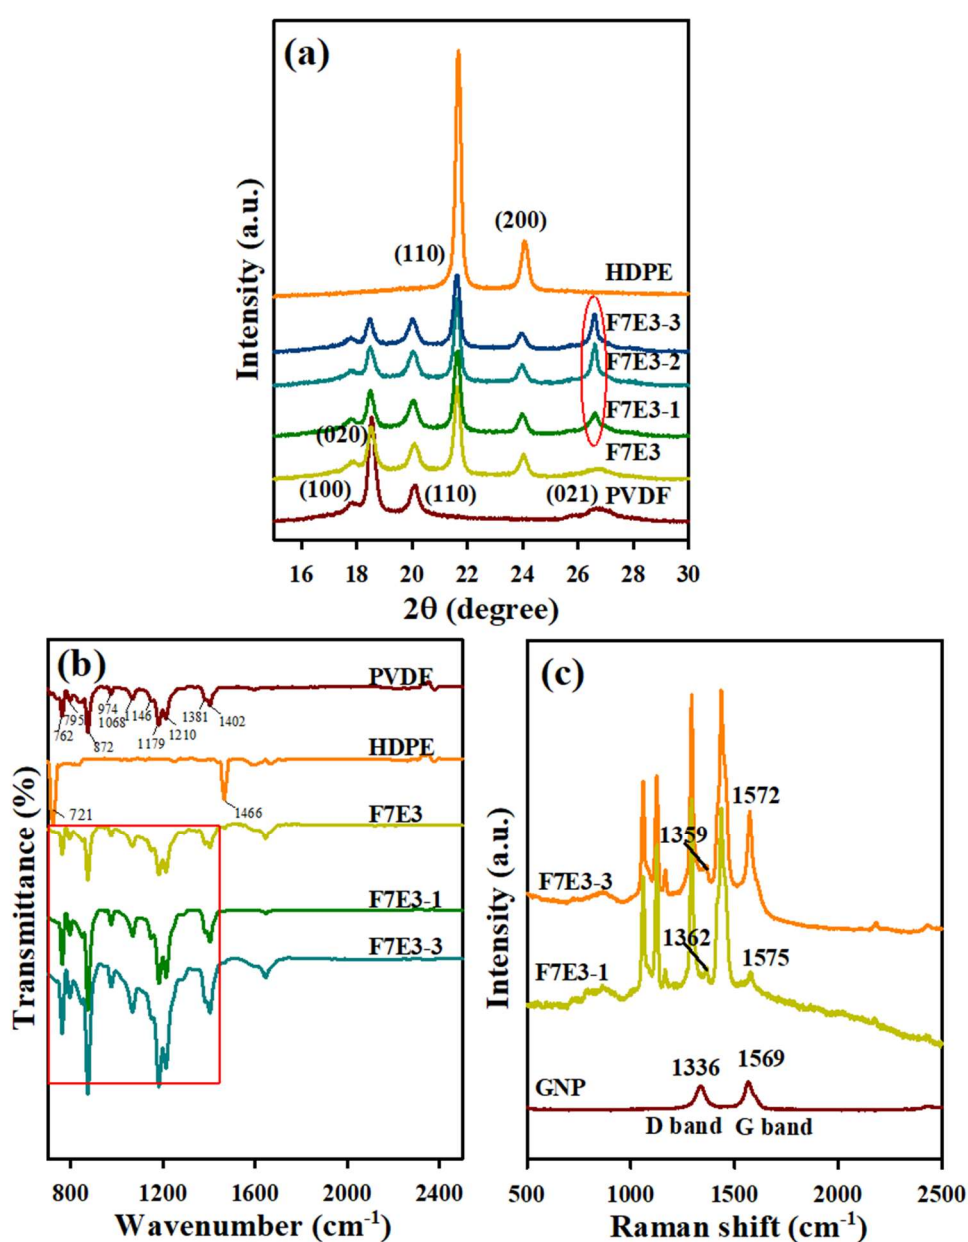 (a)
Intensity (a.u.)
(200)
(110)
HDPE
F7E3-3
F7E3-2
F7E3-1
(020)
F7E3
(100)
(110)
(021)
PVDF
16 18 20 22 24 26 28 30
2θ (degree)
(b)
PVDF
762
795
872
974
1068
1146
1179
1210
1381
1402
HDPE
721
1466
F7E3
F7E3-1
F7E3-3
Transmittance (%)
800 1200 1600 2000 2400
Wavenumber (cm-1)
(c)
1572
1359
F7E3-3
1362
F7E3-1
1575
Intensity (a.u.)
1336
1569
GNP
D band
G band
500 1000 1500 2000 2500
Raman shift (cm-1)